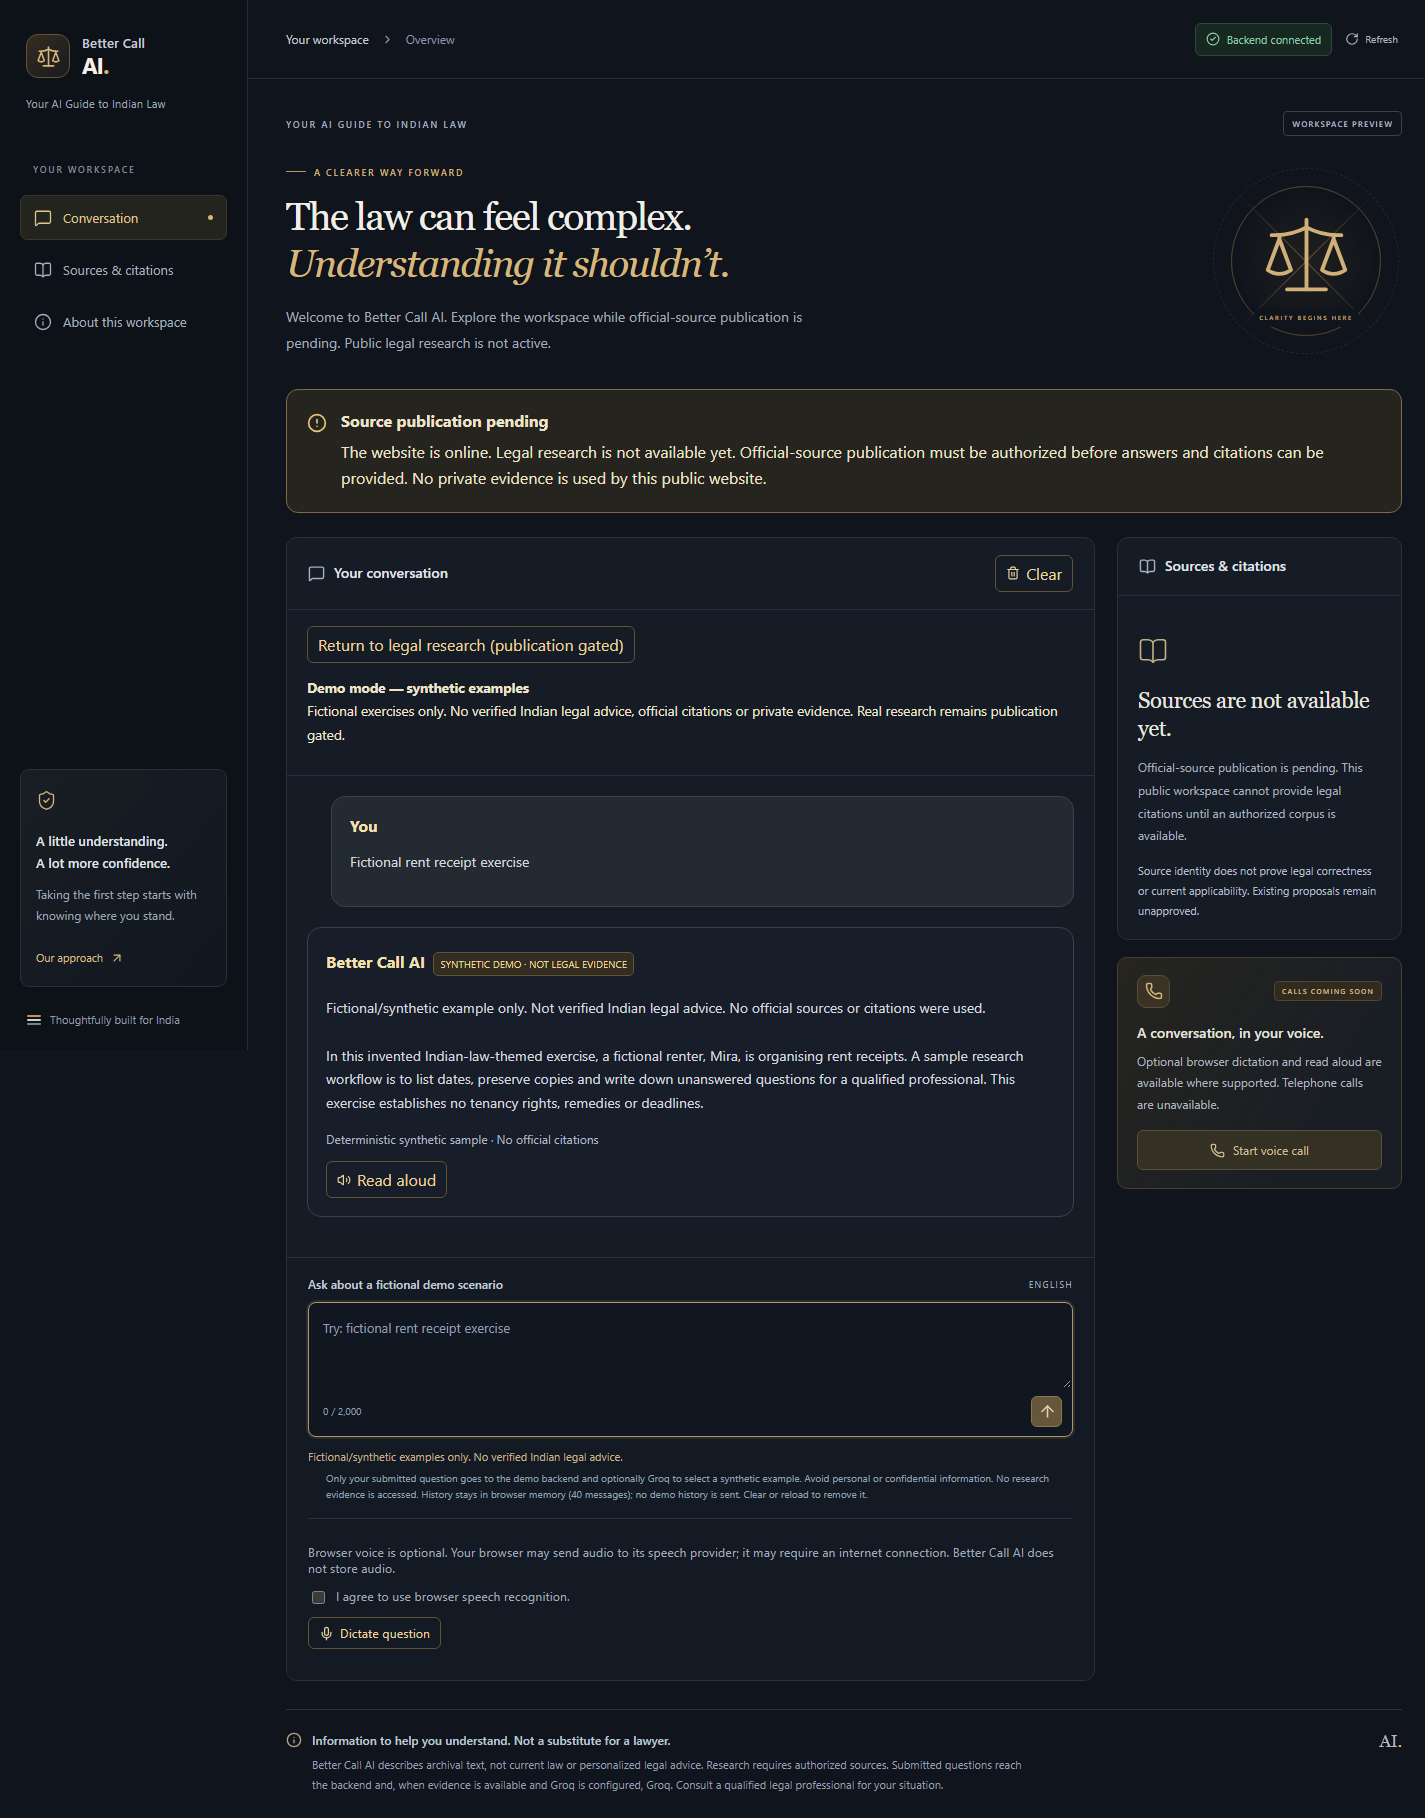 Better Call
AI.
Your AI Guide to Indian Law
YOUR WORKSPACE
Conversation
Sources & citations
About this workspace
A little understanding.
A lot more confidence.
Taking the first step starts with
knowing where you stand.
Our approach
Thoughtfully built for India
Your workspace
Overview
Backend connected
Refresh
YOUR AI GUIDE TO INDIAN LAW
WORKSPACE PREVIEW
A CLEARER WAY FORWARD
The law can feel complex.
Understanding it shouldn’t.
Welcome to Better Call AI. Explore the workspace while official-source publication is
pending. Public legal research is not active.
CLARITY BEGINS HERE
Source publication pending
The website is online. Legal research is not available yet. Official-source publication must be authorized before answers and citations can be
provided. No private evidence is used by this public website.
Your conversation
Clear
Return to legal research (publication gated)
Demo mode — synthetic examples
Fictional exercises only. No verified Indian legal advice, official citations or private evidence. Real research remains publication
gated.
You
Fictional rent receipt exercise
Better Call AI
SYNTHETIC DEMO · NOT LEGAL EVIDENCE
Fictional/synthetic example only. Not verified Indian legal advice. No official sources or citations were used.
In this invented Indian-law-themed exercise, a fictional renter, Mira, is organising rent receipts. A sample research
workflow is to list dates, preserve copies and write down unanswered questions for a qualified professional. This
exercise establishes no tenancy rights, remedies or deadlines.
Deterministic synthetic sample · No official citations
Read aloud
Ask about a fictional demo scenario
ENGLISH
Try: fictional rent receipt exercise
0 / 2,000
Fictional/synthetic examples only. No verified Indian legal advice.
Only your submitted question goes to the demo backend and optionally Groq to select a synthetic example. Avoid personal or confidential information. No research
evidence is accessed. History stays in browser memory (40 messages); no demo history is sent. Clear or reload to remove it.
Browser voice is optional. Your browser may send audio to its speech provider; it may require an internet connection. Better Call AI does
not store audio.
I agree to use browser speech recognition.
Dictate question
Sources & citations
Sources are not available
yet.
Official-source publication is pending. This
public workspace cannot provide legal
citations until an authorized corpus is
available.
Source identity does not prove legal correctness
or current applicability. Existing proposals remain
unapproved.
CALLS COMING SOON
A conversation, in your voice.
Optional browser dictation and read aloud are
available where supported. Telephone calls
are unavailable.
Start voice call
Information to help you understand. Not a substitute for a lawyer.
Better Call AI describes archival text, not current law or personalized legal advice. Research requires authorized sources. Submitted questions reach
the backend and, when evidence is available and Groq is configured, Groq. Consult a qualified legal professional for your situation.
AI.